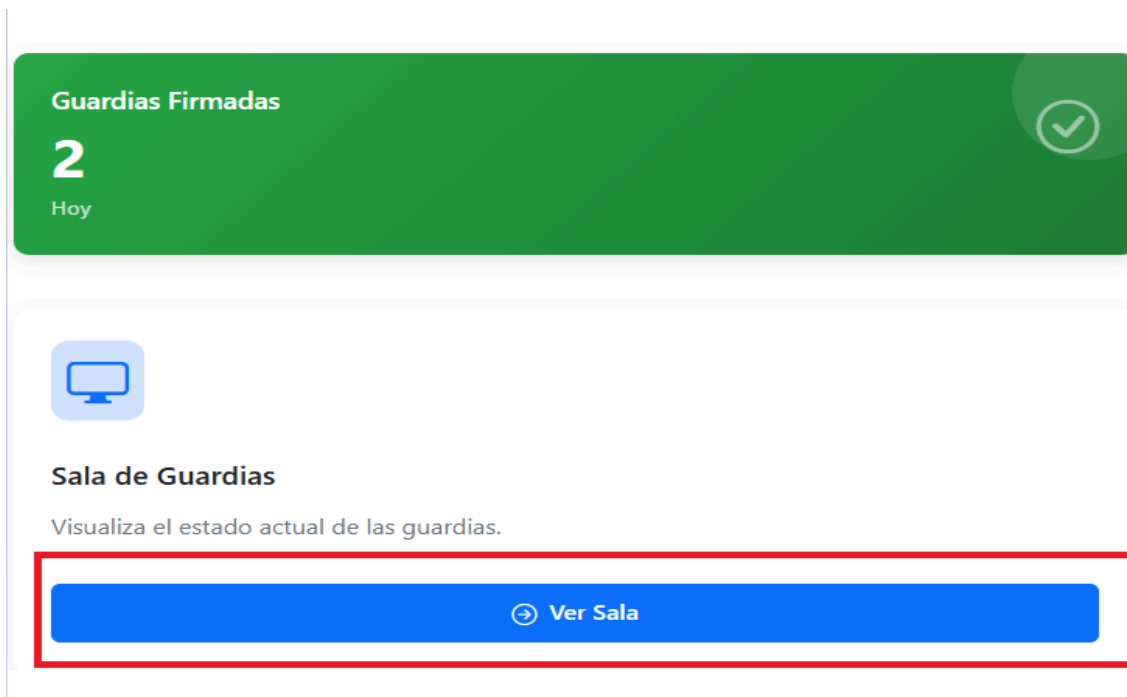 Guardias Firmadas
2
Hoy
Sala de Guardias
Visualiza el estado actual de las guardias.
Ver Sala